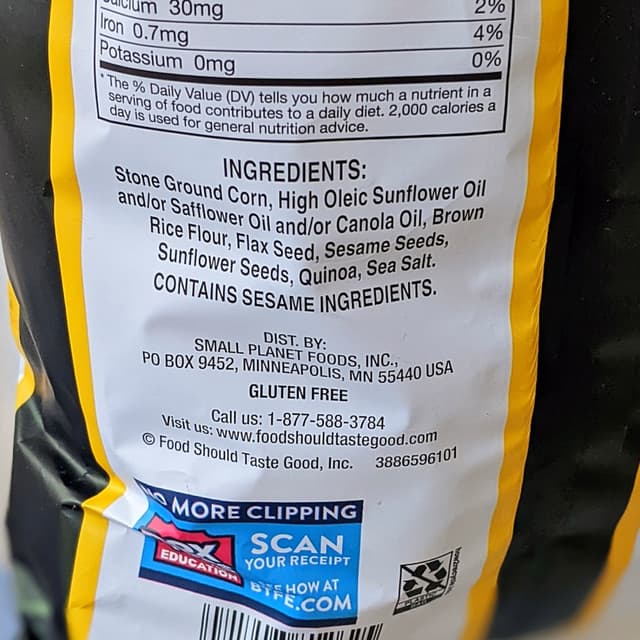 Calcium 30mg 2%
Iron 0.7mg 4%
Potassium 0mg 0%
* The % Daily Value (DV) tells you how much a nutrient in a
serving of food contributes to a daily diet. 2,000 calories a
day is used for general nutrition advice.
INGREDIENTS:
Stone Ground Corn, High Oleic Sunflower Oil
and/or Safflower Oil and/or Canola Oil, Brown
Rice Flour, Flax Seed, Sesame Seeds,
Sunflower Seeds, Quinoa, Sea Salt.
CONTAINS SESAME INGREDIENTS.
DIST. BY:
SMALL PLANET FOODS, INC.,
PO BOX 9452, MINNEAPOLIS, MN 55440 USA
GLUTEN FREE
Call us: 1-877-588-3784
Visit us: www.foodshouldtastegood.com
© Food Should Taste Good, Inc. 3886596101
NO MORE CLIPPING
EDUCATION
SCAN
YOUR RECEIPT
HOW AT
BTFE.COM